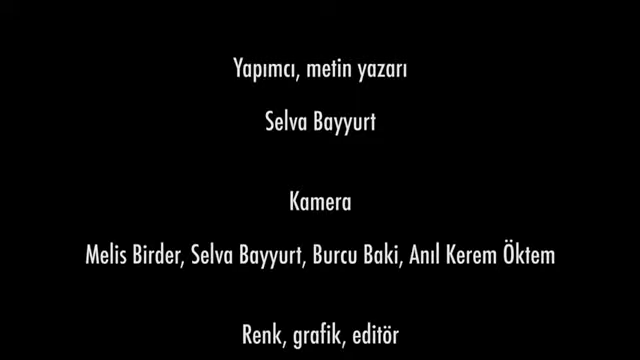 Yapımcı, metin yazarı
Selva Bayyurt
Kamera
Melis Birder, Selva Bayyurt, Burcu Baki, Anıl Kerem Öktem
Renk, grafik, editör